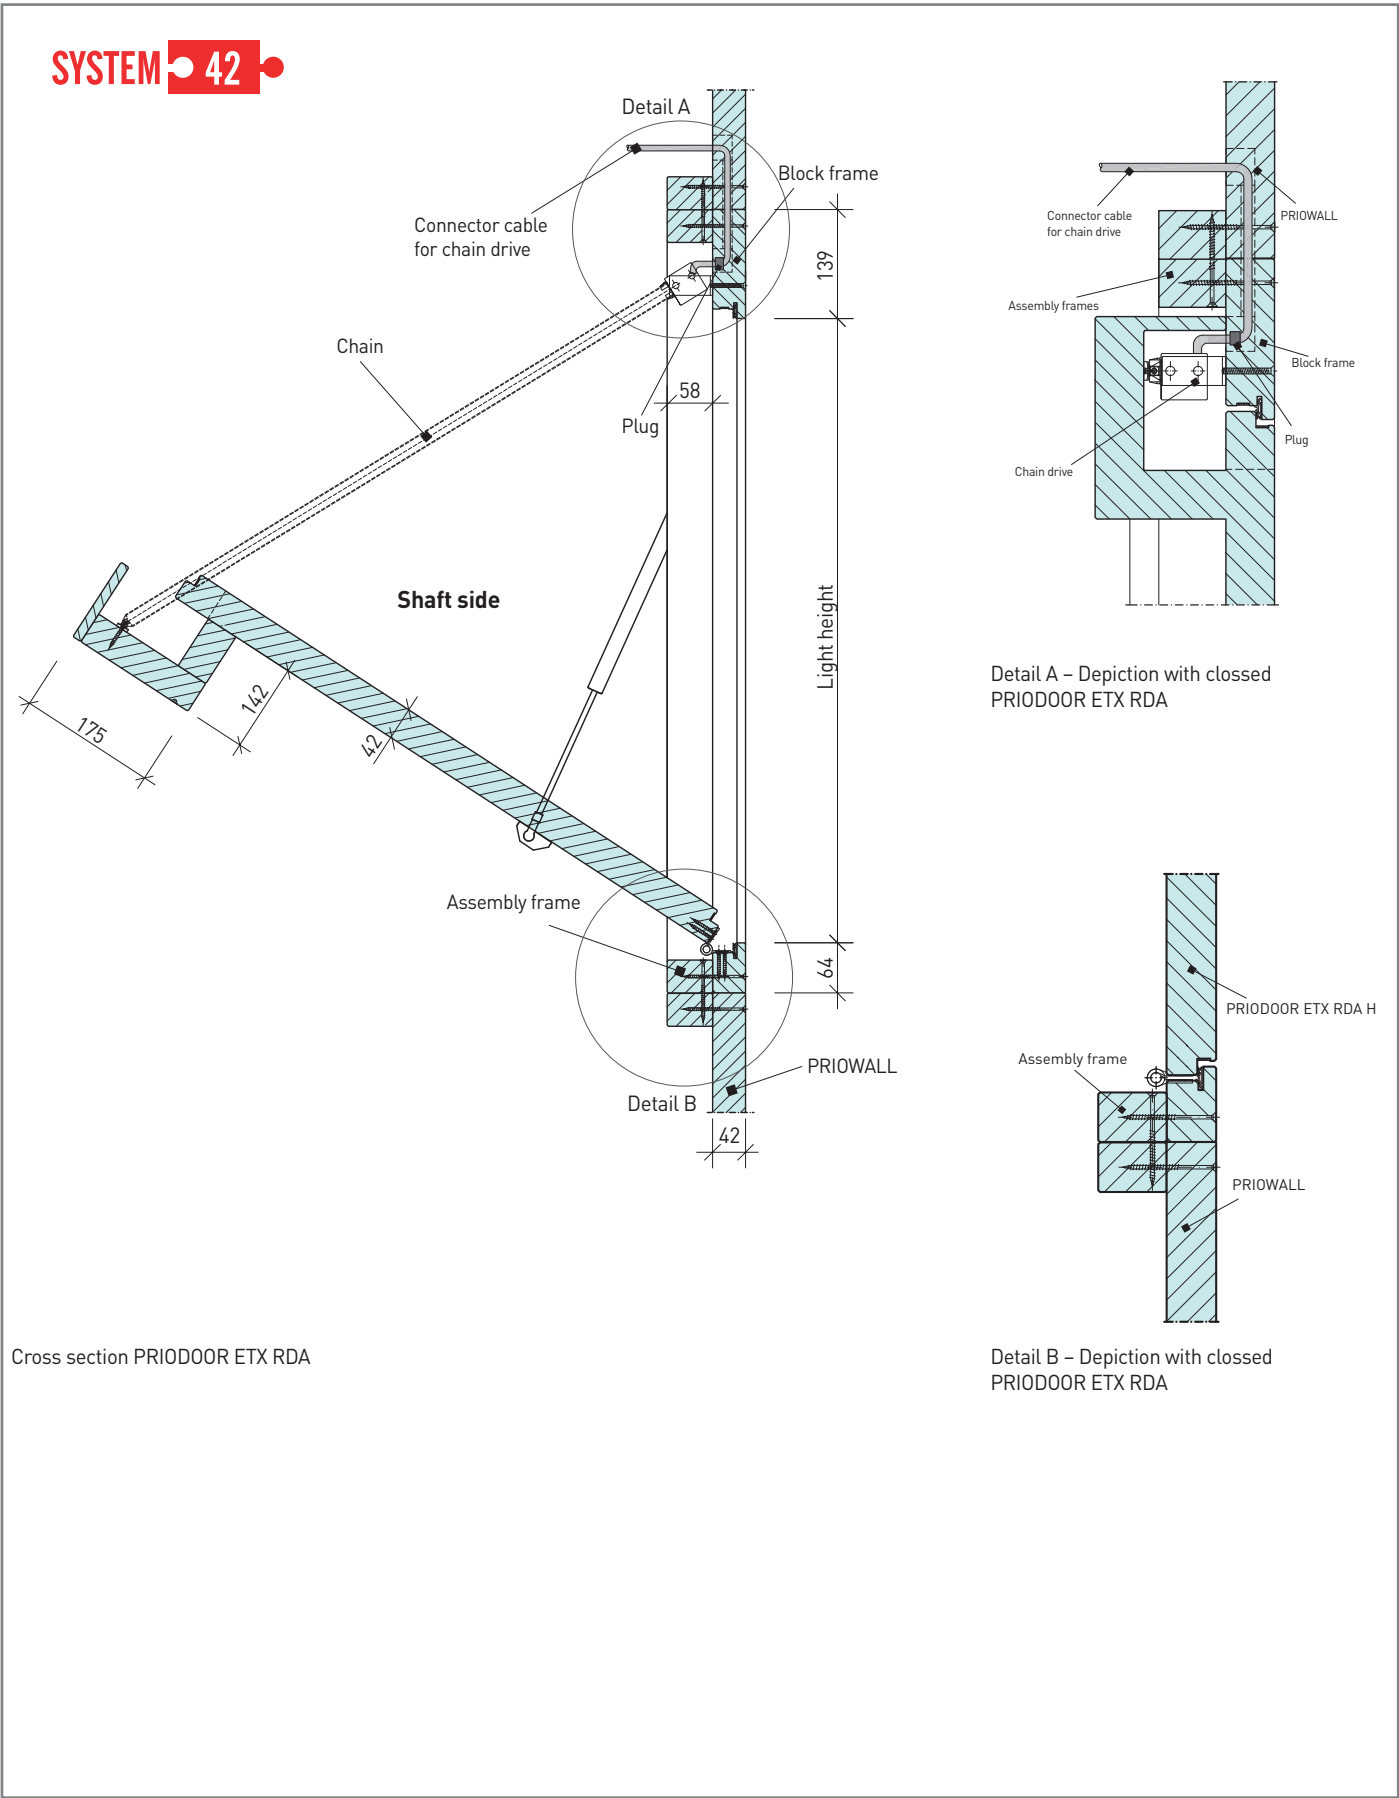 SYSTEM 42
Detail A
Block frame
Connector cable
for chain drive
139
Chain
58
Plug
Shaft side
Light height
175
142
42
Assembly frame
64
PRIOWALL
Detail B
42
Cross section PRIODOOR ETX RDA
Connector cable
for chain drive
PRIOWALL
Assembly frames
Block frame
Plug
Chain drive
Detail A – Depiction with clossed
PRIODOOR ETX RDA
PRIODOOR ETX RDA H
Assembly frame
PRIOWALL
Detail B – Depiction with clossed
PRIODOOR ETX RDA